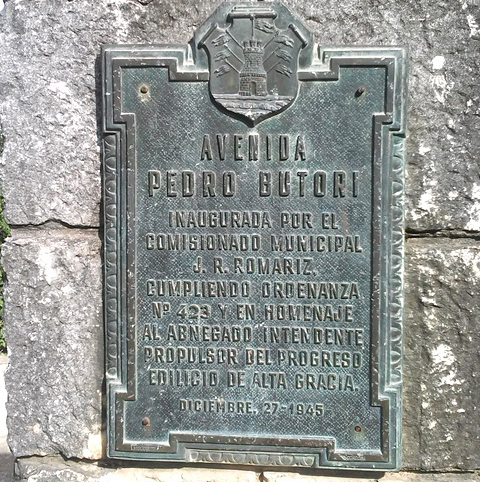 AVENIDA
PEDRO BUTORI
INAUGURADA POR EL
COMISIONADO MUNICIPAL
J. R. ROMARIZ,
CUMPLIENDO ORDENANZA
Nº 423 Y EN HOMENAJE
AL ABNEGADO INTENDENTE
PROPULSOR DEL PROGRESO
EDILICIO DE ALTA GRACIA.
DICIEMBRE, 27-1945